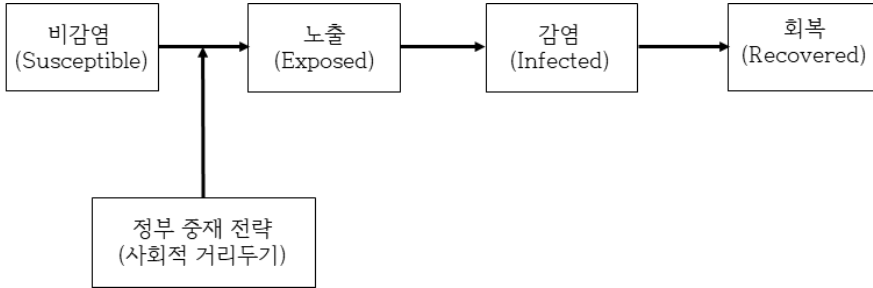 비감염
(Susceptible)
노출
(Exposed)
감염
(Infected)
회복
(Recovered)
정부 중재 전략
(사회적 거리두기)